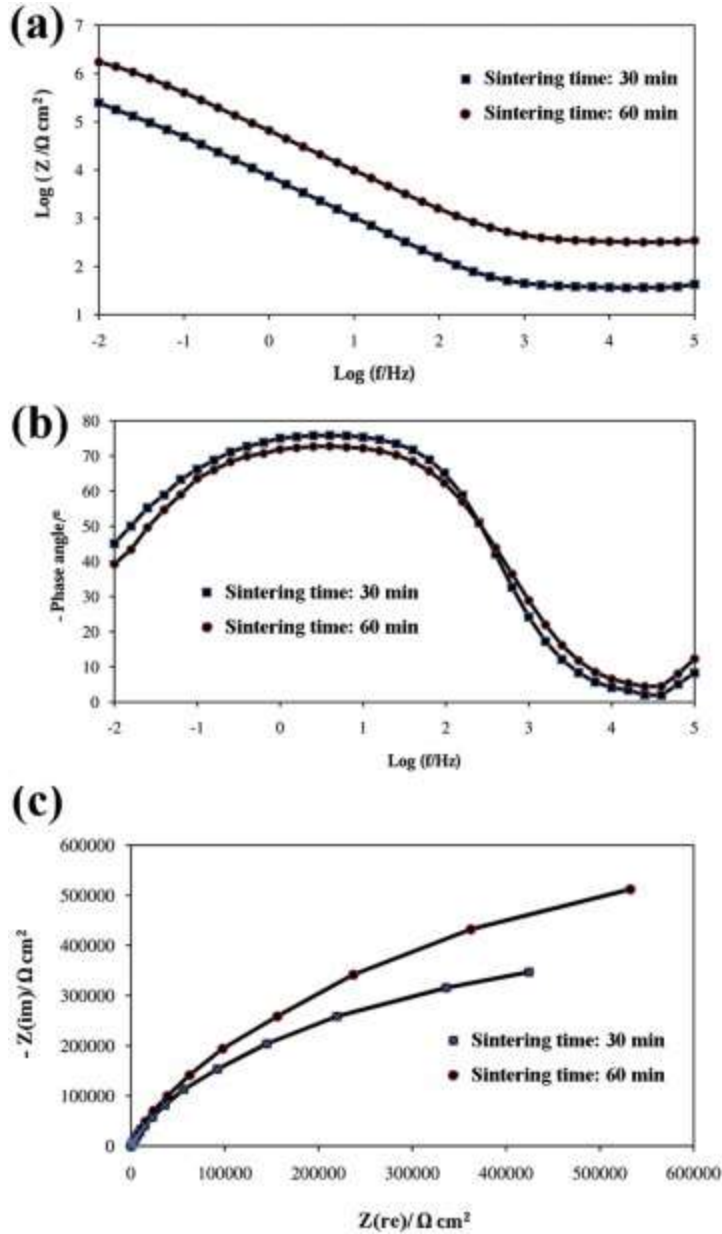 (a)
7
6
5
4
3
2
1
Log ( Z /Ω cm²)
Sintering time: 30 min
Sintering time: 60 min
-2 -1 0 1 2 3 4 5
Log (f/Hz)
(b)
80
70
60
50
40
30
20
10
0
- Phase angle/º
Sintering time: 30 min
Sintering time: 60 min
-2 -1 0 1 2 3 4 5
Log (f/Hz)
(c)
600000
500000
400000
300000
200000
100000
0
- Z(im)/ Ω cm²
Sintering time: 30 min
Sintering time: 60 min
0 100000 200000 300000 400000 500000 600000
Z(re)/ Ω cm²